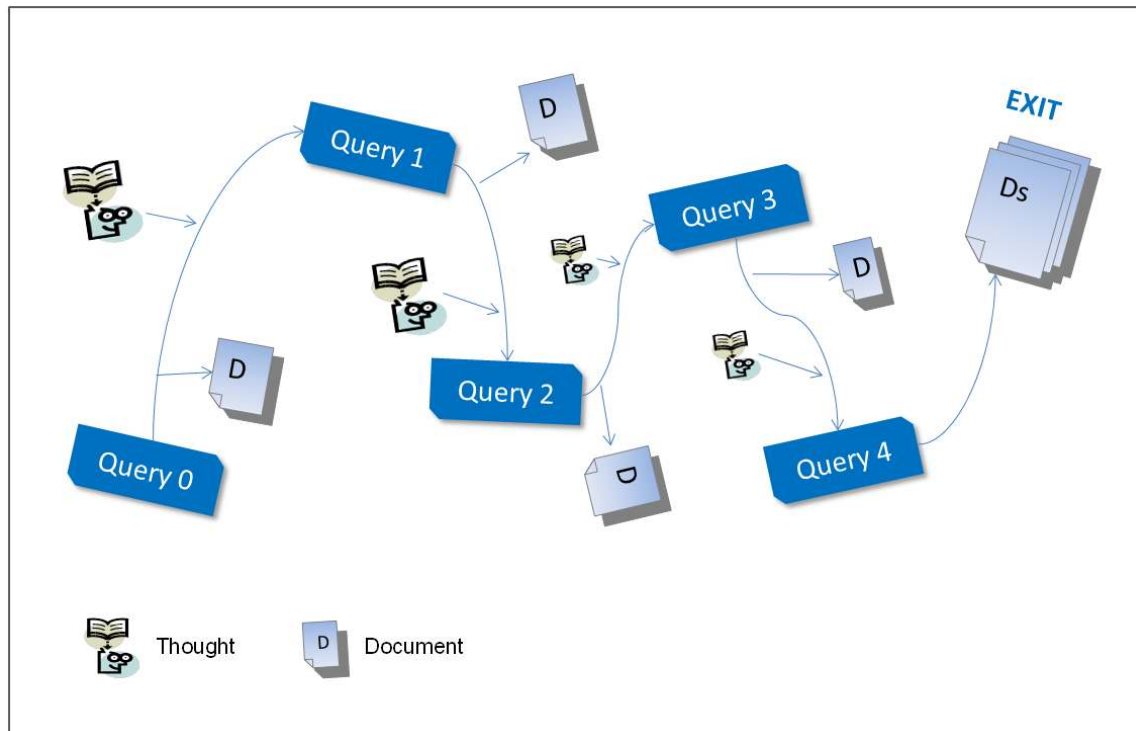 EXIT
D
Query 1
Ds
Query 3
D
D
Query 2
Query 4
Query 0
D
D
Thought
Document